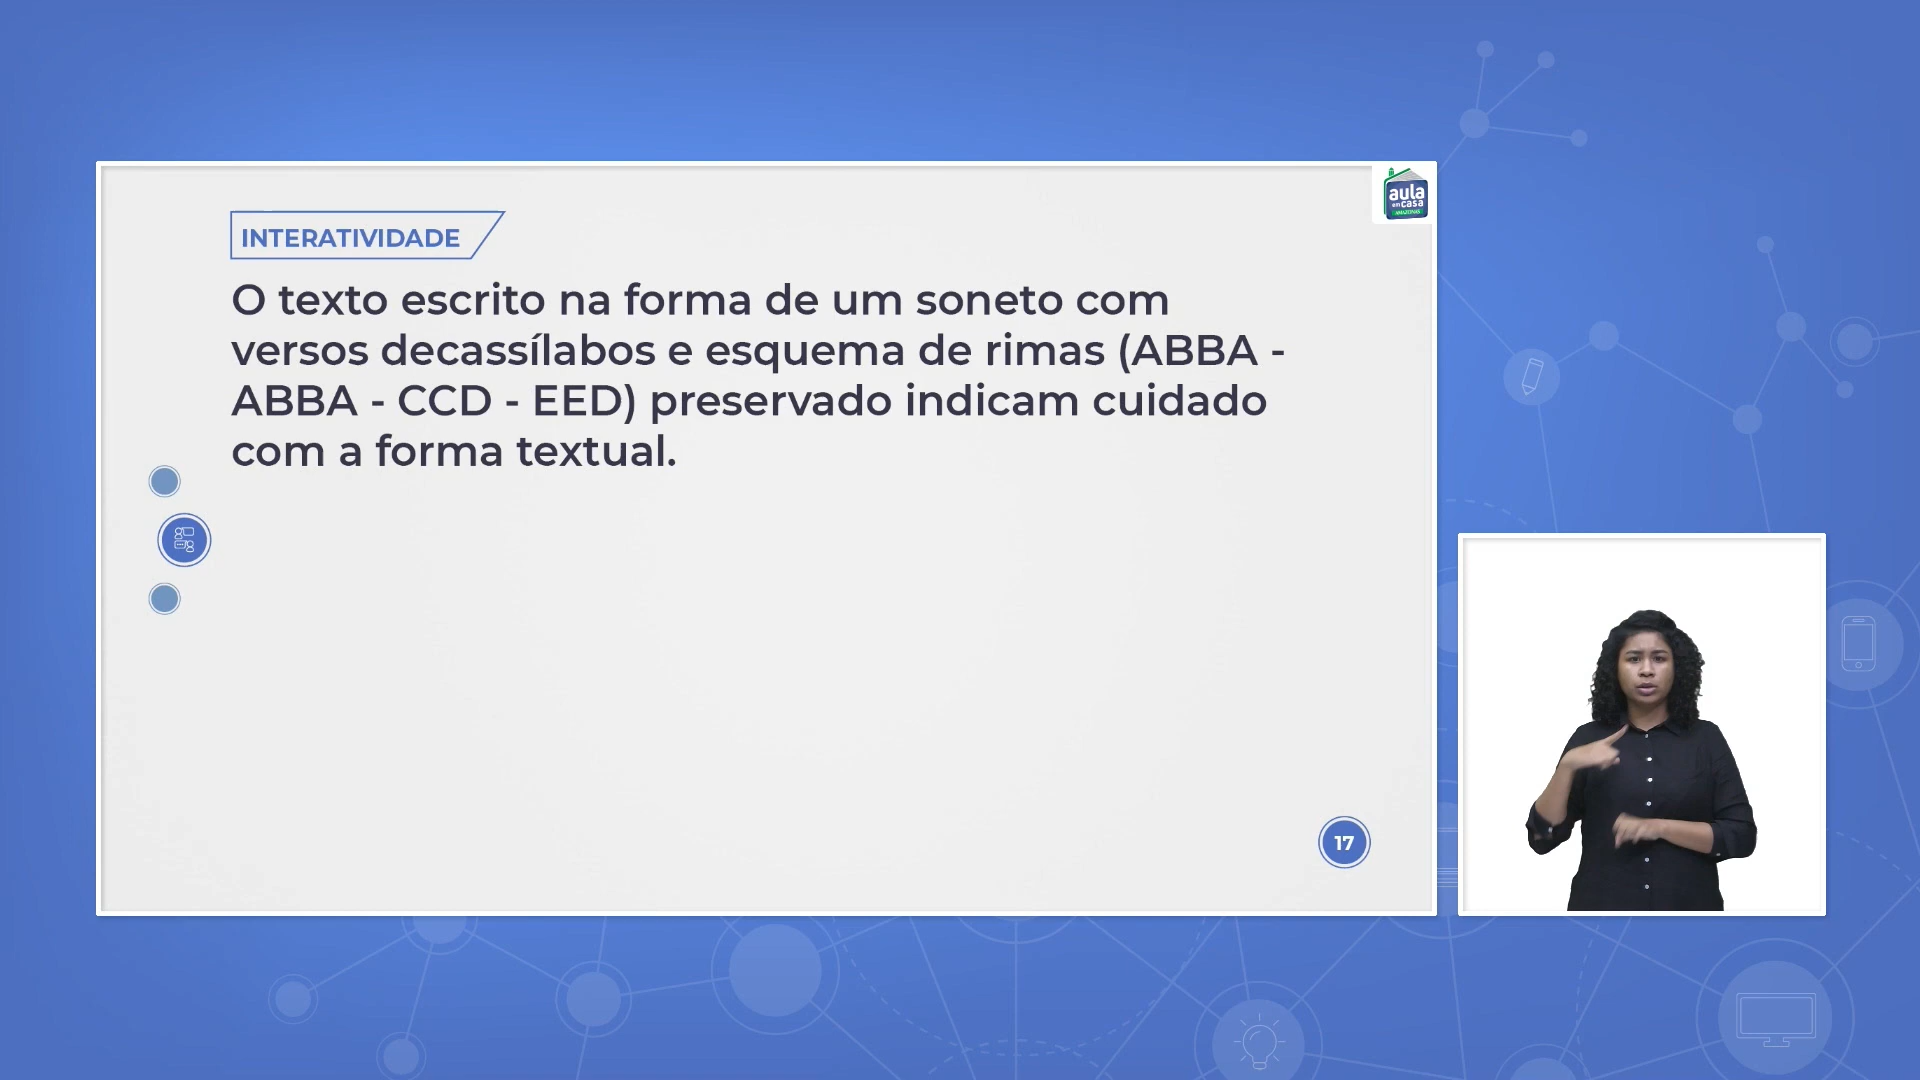 aula
em casa
AMAZONAS
INTERATIVIDADE
O texto escrito na forma de um soneto com
versos decassílabos e esquema de rimas (ABBA -
ABBA - CCD - EED) preservado indicam cuidado
com a forma textual.
17